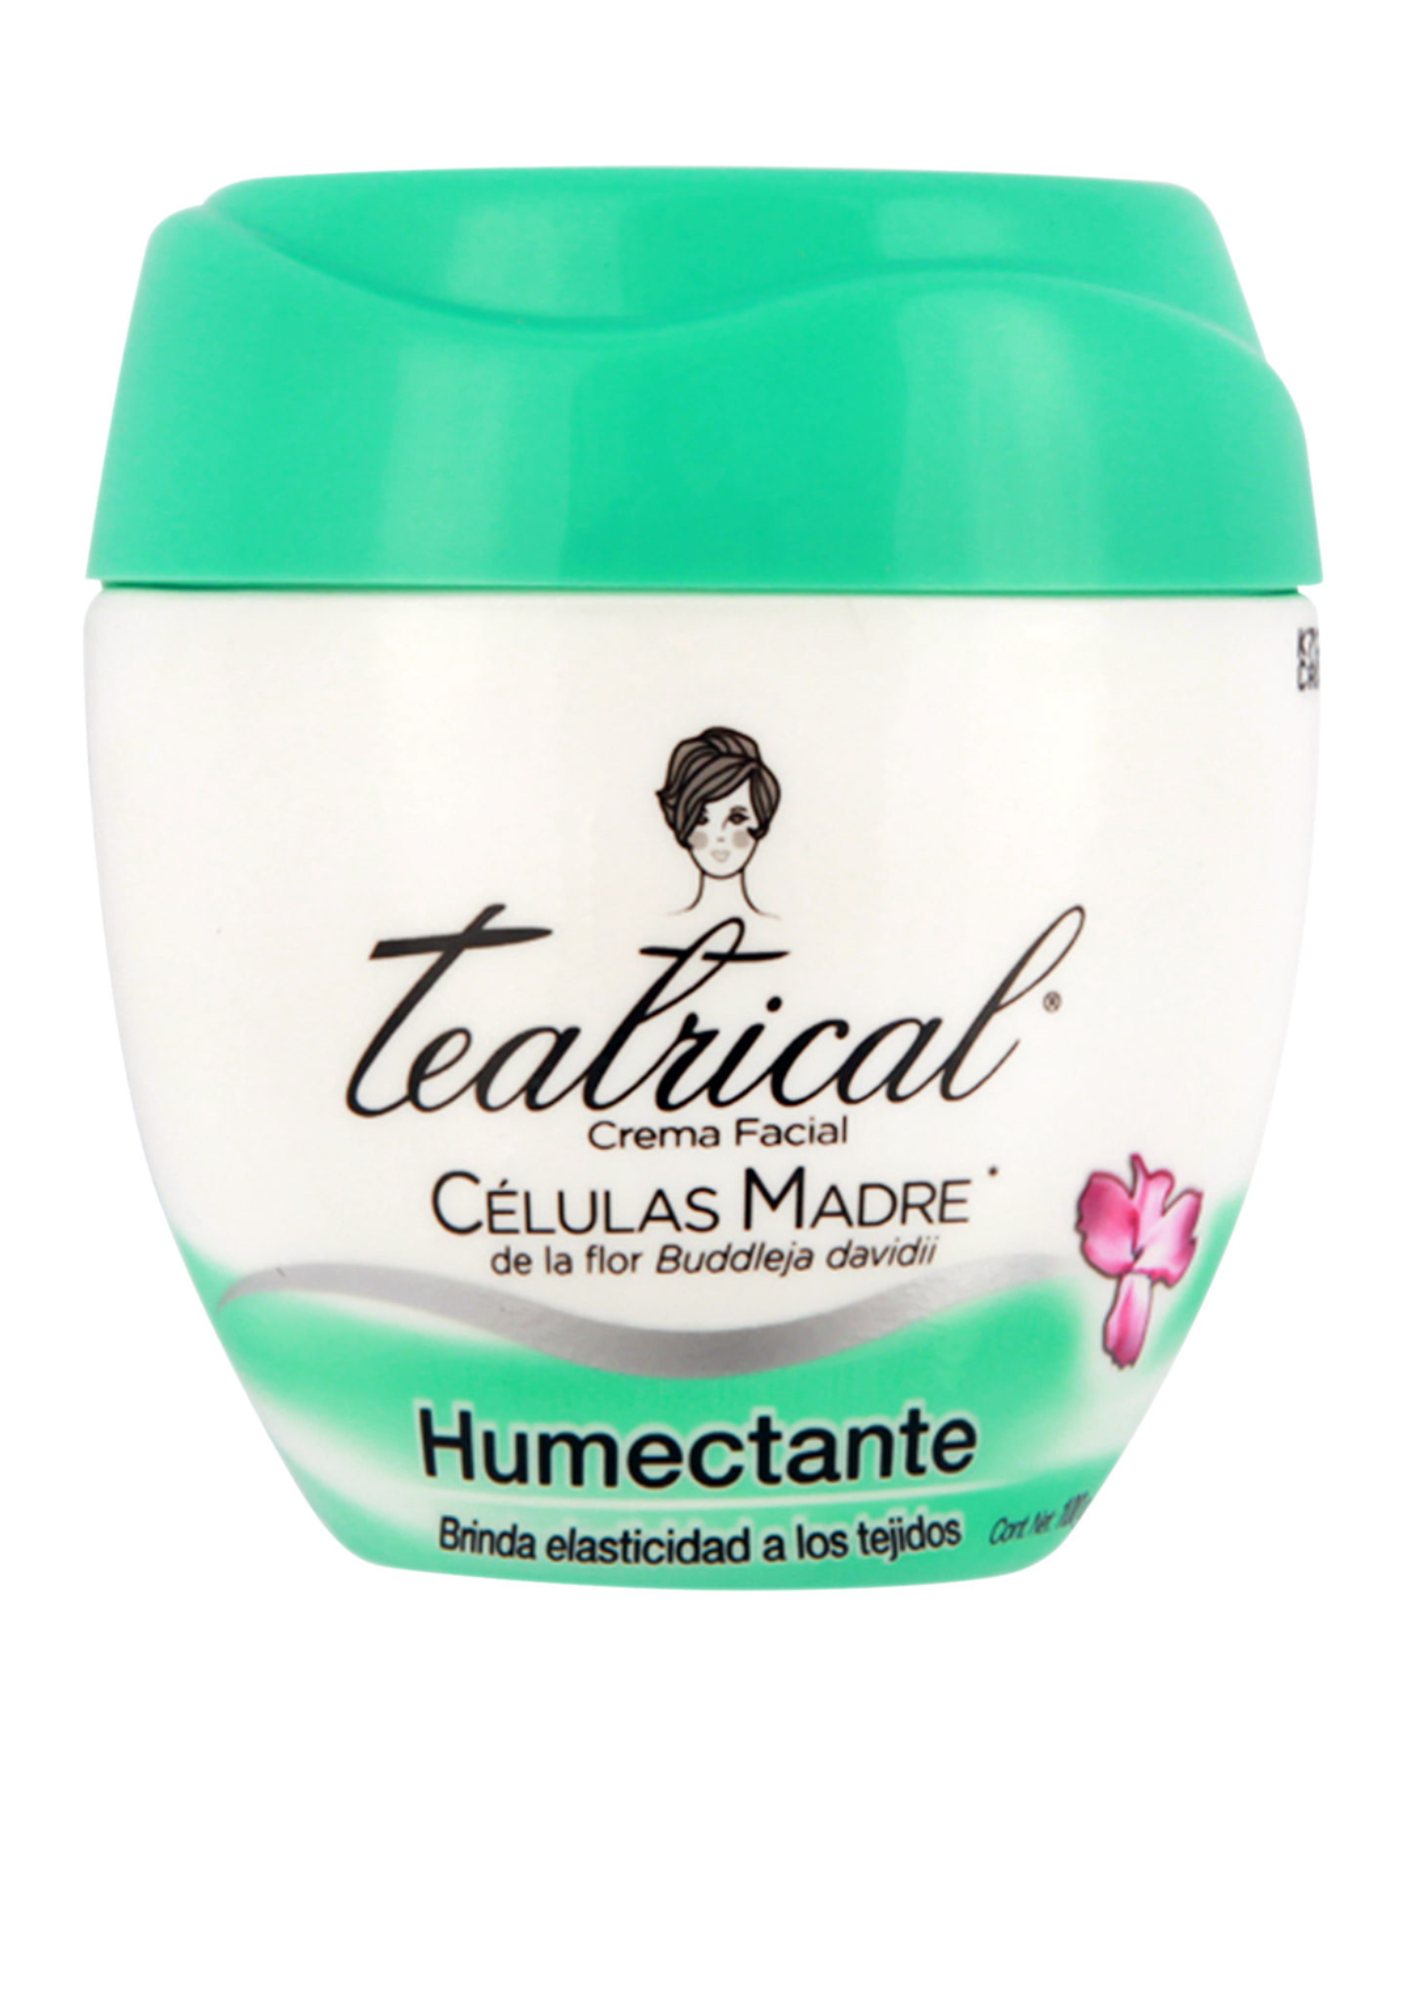 Teatrical®
Crema Facial
CÉLULAS MADRE*
de la flor Buddleja davidii
Humectante
Brinda elasticidad a los tejidos
Cont. Net.